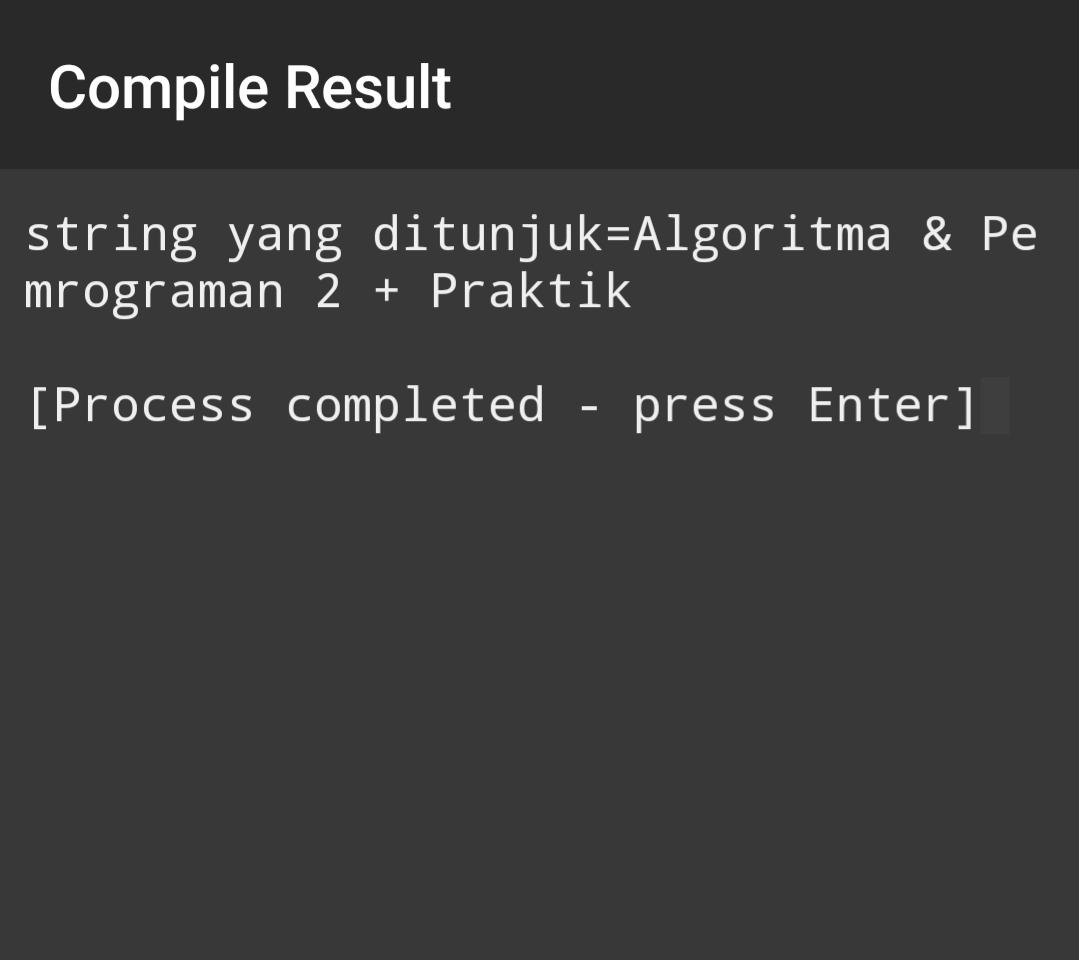 Compile Result
string yang ditunjuk=Algoritma & Pe
mrograman 2 + Praktik
[Process completed - press Enter]